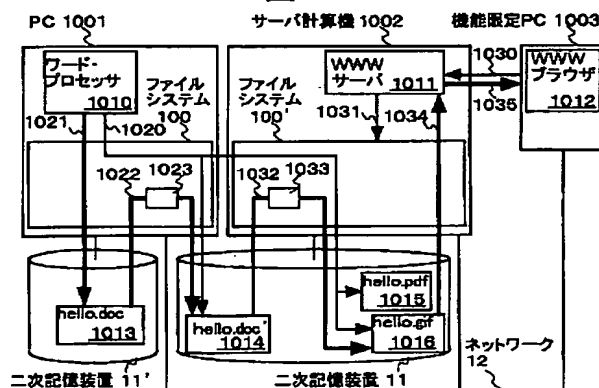 PC 1001
サーバ計算機 1002
機能限定PC 1003
ワード・
プロセッサ
1010
ファイル
システム
100
ファイル
システム
100'
WWW
サーバ
1011
WWW
ブラウザ
1012
1030
1035
1021
1020
1031
1034
1022
1023
1032
1033
hello.doc
1013
hello.doc'
1014
hello.pdf
1015
hello.gif
1016
二次記憶装置 11'
二次記憶装置 11
ネットワーク
12